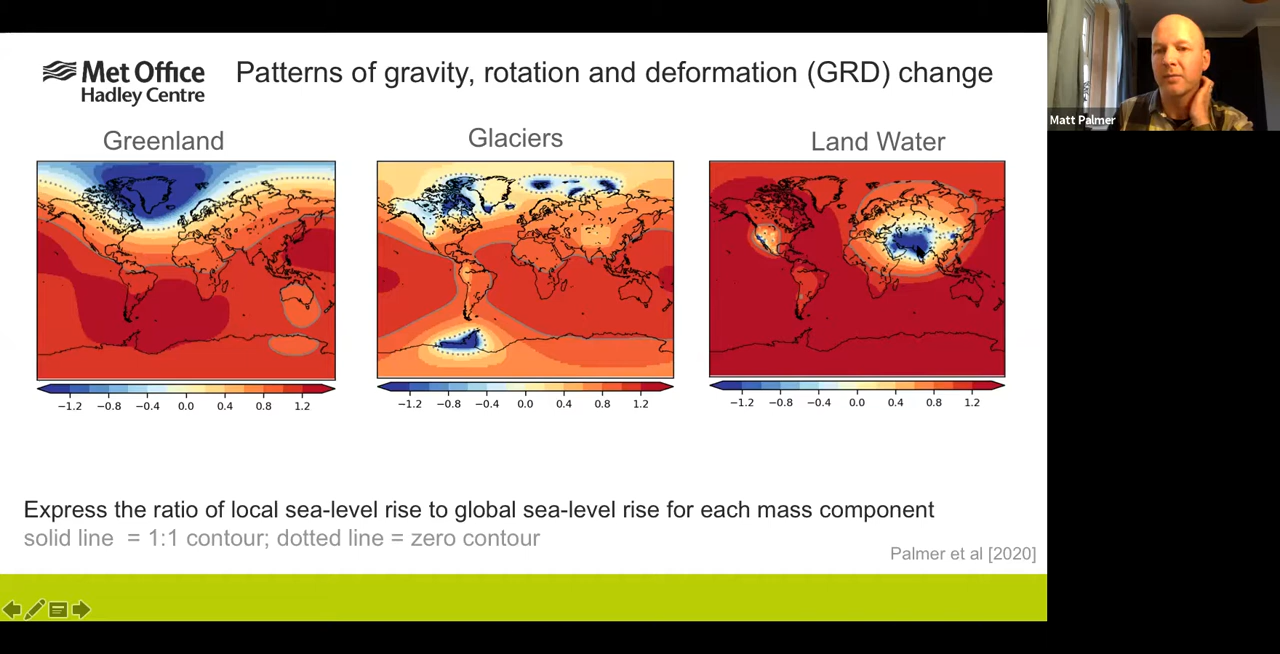 Met Office
Hadley Centre
Patterns of gravity, rotation and deformation (GRD) change
Matt Palmer
Greenland
Glaciers
Land Water
−1.2 −0.8 −0.4 0.0 0.4 0.8 1.2
−1.2 −0.8 −0.4 0.0 0.4 0.8 1.2
−1.2 −0.8 −0.4 0.0 0.4 0.8 1.2
Express the ratio of local sea-level rise to global sea-level rise for each mass component
solid line = 1:1 contour; dotted line = zero contour
Palmer et al [2020]